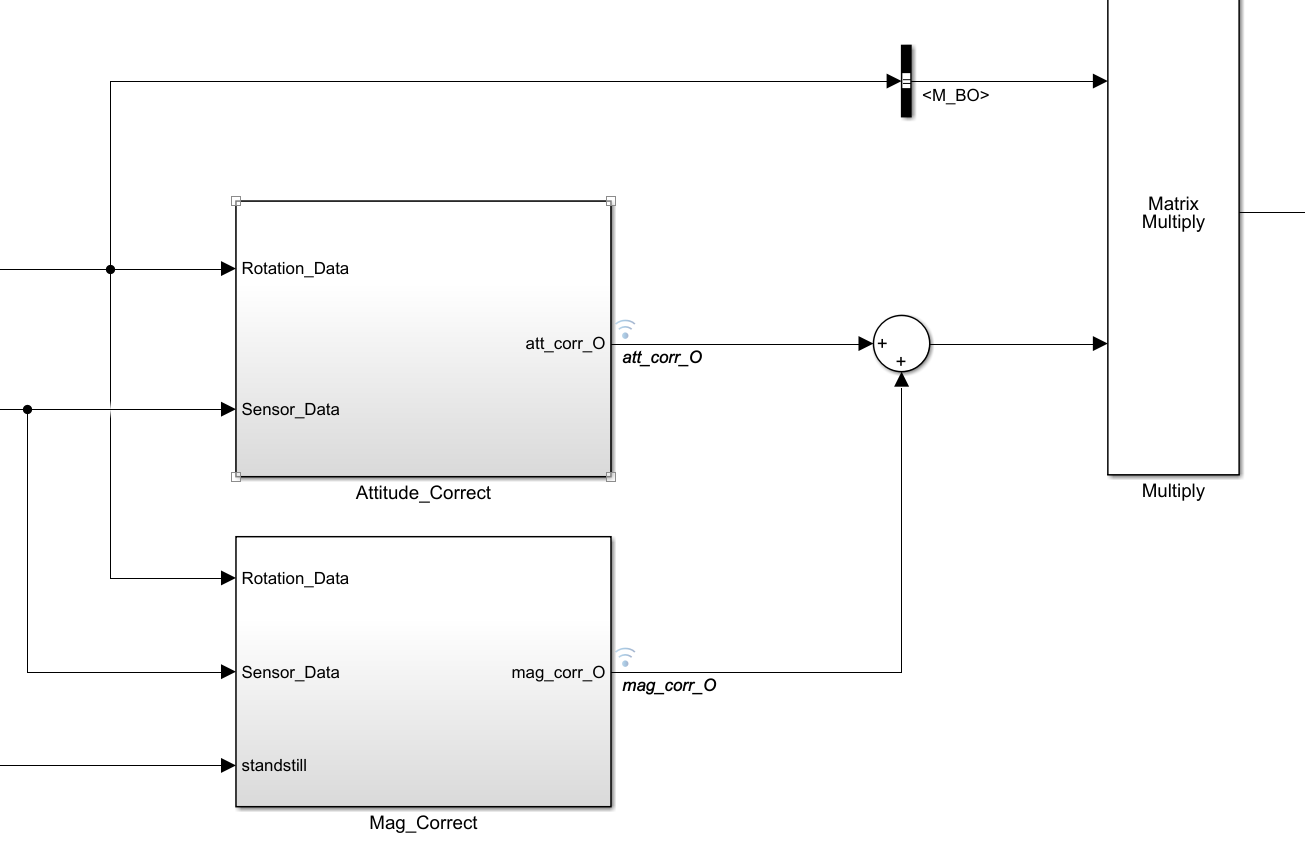 <M_BO>
Matrix
Multiply
Rotation_Data
att_corr_O
att_corr_O
+
+
Sensor_Data
Attitude_Correct
Multiply
Rotation_Data
Sensor_Data
mag_corr_O
mag_corr_O
standstill
Mag_Correct